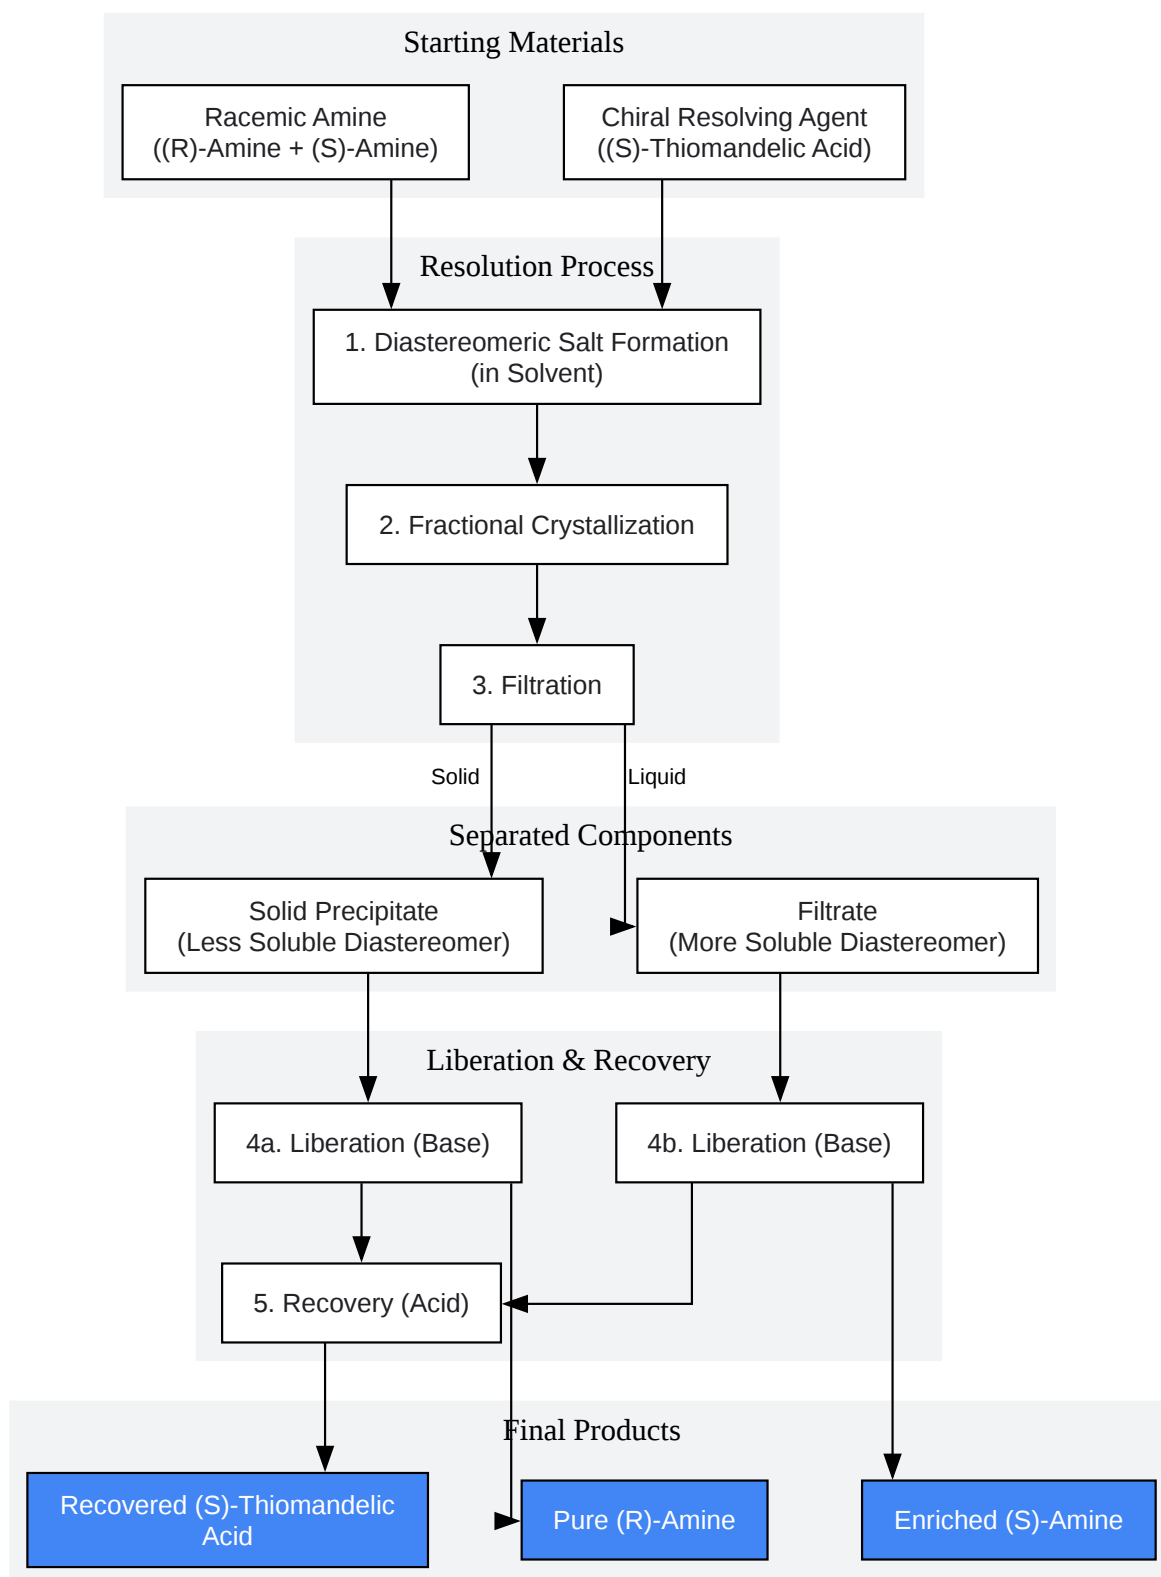 Starting Materials
Racemic Amine
((R)-Amine + (S)-Amine)
Chiral Resolving Agent
((S)-Thiomandelic Acid)
Resolution Process
1. Diastereomeric Salt Formation
(in Solvent)
2. Fractional Crystallization
3. Filtration
Solid
Liquid
Separated Components
Solid Precipitate
(Less Soluble Diastereomer)
Filtrate
(More Soluble Diastereomer)
Liberation & Recovery
4a. Liberation (Base)
4b. Liberation (Base)
5. Recovery (Acid)
Final Products
Recovered (S)-Thiomandelic
Acid
Pure (R)-Amine
Enriched (S)-Amine